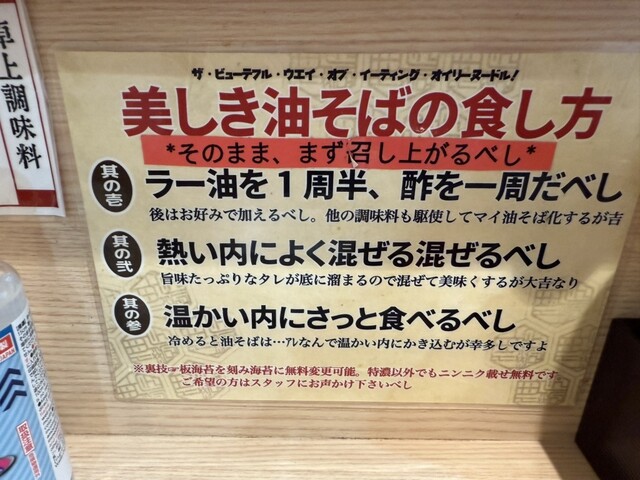 卓上調味料
ザ・ビューテフル・ウエイ・オブ・イーティング・オイリーヌードル!
美しき油そばの食し方
*そのまま、まず召し上がるべし*
其の壱
ラー油を1周半、酢を一周だべし
後はお好みで加えるべし。他の調味料も駆使してマイ油そば化するが吉
其の弐
熱い内によく混ぜる混ぜるべし
旨味たっぷりなタレが底に溜まるので混ぜて美味くするが大吉なり
其の参
温かい内にさっと食べるべし
冷めると油そばは…アレなんで温かい内にかき込むが幸多しですよ
※裏技☞板海苔を刻み海苔に無料変更可能。特濃以外でもニンニク載せ無料です。
ご希望の方はスタッフにお声かけ下さいべし